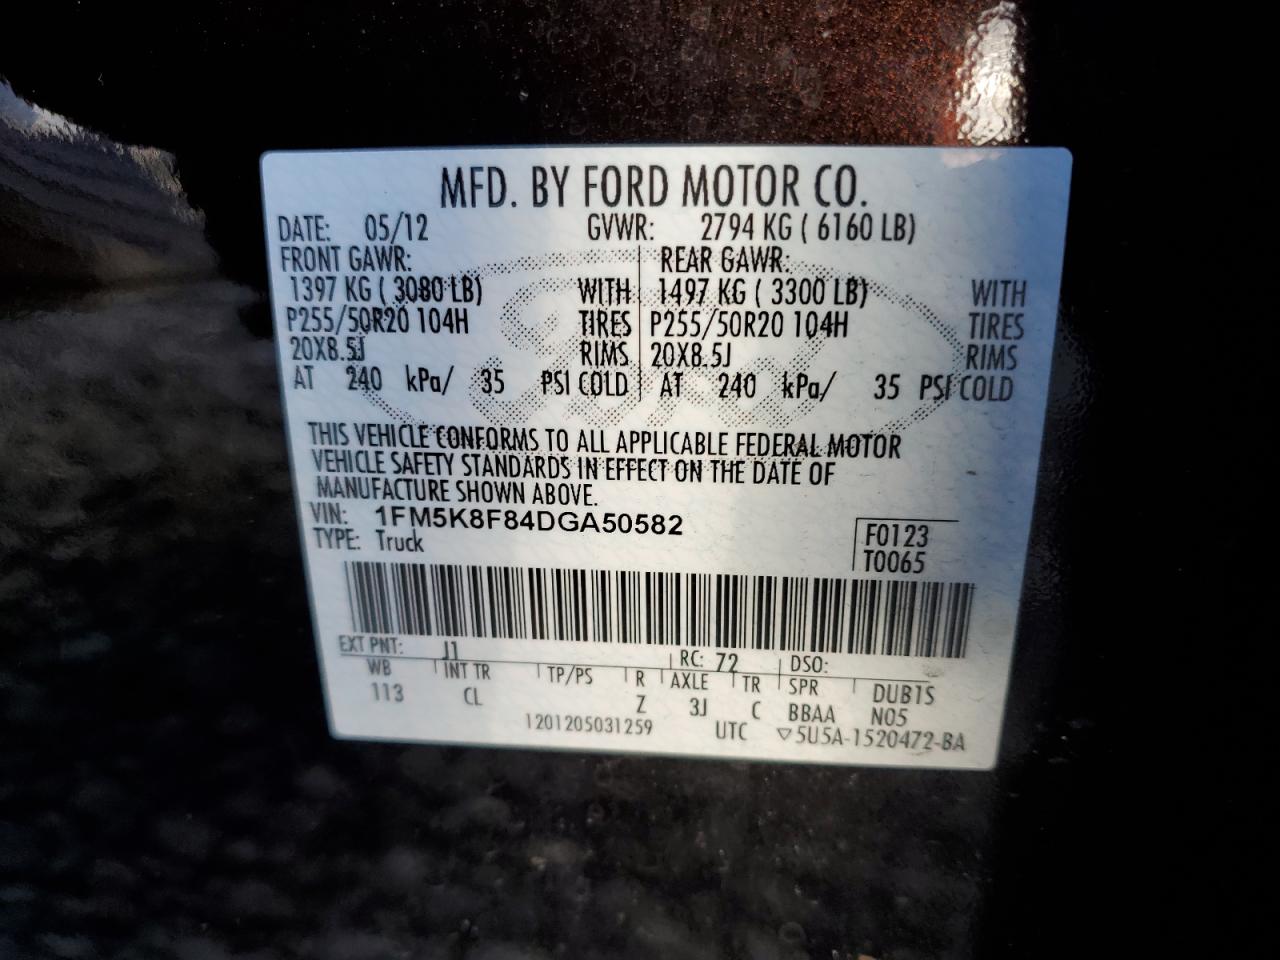 MFD. BY FORD MOTOR CO.
DATE: 05/12 GVWR: 2794 KG ( 6160 LB)
FRONT GAWR: REAR GAWR:
1397 KG ( 3080 LB) WITH 1497 KG ( 3300 LB) WITH
P255/50R20 104H TIRES P255/50R20 104H TIRES
20X8.5J RIMS 20X8.5J RIMS
AT 240 kPa/ 35 PSI COLD AT 240 kPa/ 35 PSI COLD
THIS VEHICLE CONFORMS TO ALL APPLICABLE FEDERAL MOTOR
VEHICLE SAFETY STANDARDS IN EFFECT ON THE DATE OF
MANUFACTURE SHOWN ABOVE.
VIN: 1FM5K8F84DGA50582
TYPE: Truck
F0123
T0065
EXT PNT: J1 RC: 72 DSO:
WB INT TR TP/PS R AXLE TR SPR DUB1S
113 CL Z 3J C BBAA N05
1201205031259 UTC ▽5U5A-1520472-BA